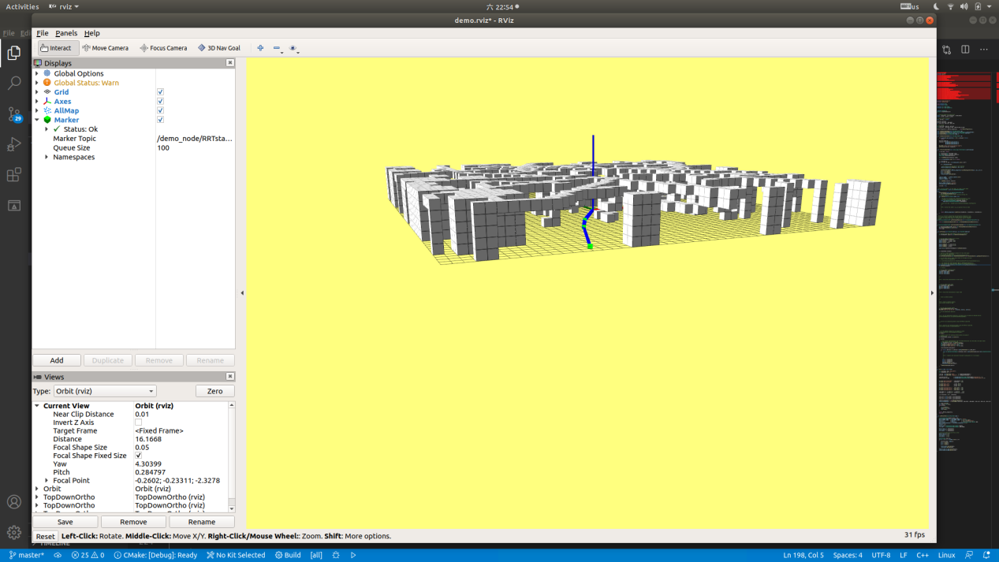 Activities rviz 六 22:54 us
demo.rviz* - RViz
File Edi
File Panels Help
Interact Move Camera Focus Camera 3D Nav Goal
Displays
Global Options
Global Status: Warn
Grid
Axes
AllMap
Marker
Status: Ok
Marker Topic /demo_node/RRTsta...
Queue Size 100
Namespaces
29
Add Duplicate Remove Rename
Views
Type: Orbit (rviz) Zero
Current View Orbit (rviz)
Near Clip Distance 0.01
Invert Z Axis
Target Frame <Fixed Frame>
Distance 16.1668
Focal Shape Size 0.05
Focal Shape Fixed Size
Yaw 4.30399
Pitch 0.284797
Focal Point -0.2602; -0.23311; -2.3278
Orbit Orbit (rviz)
TopDownOrtho TopDownOrtho (rviz)
TopDownOrtho TopDownOrtho (rviz)
Save Remove Rename
Reset Left-Click: Rotate. Middle-Click: Move X/Y. Right-Click/Mouse Wheel:: Zoom. Shift: More options. 31 fps
TIMELINE
master* 25 0 CMake: [Debug]: Ready No Kit Selected Build [all] Ln 198, Col 5 Spaces: 4 UTF-8 LF C++ Linux